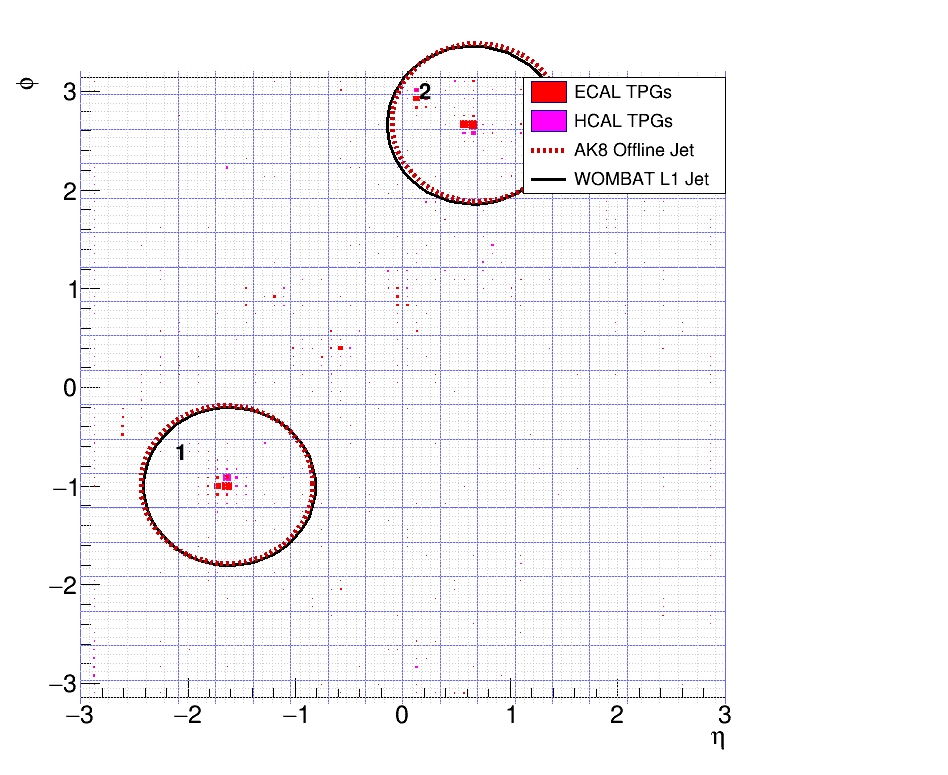 ϕ
3
2
ECAL TPGs
HCAL TPGs
AK8 Offline Jet
WOMBAT L1 Jet
2
1
0
1
−1
−2
−3
−3 −2 −1 0 1 2 3
η